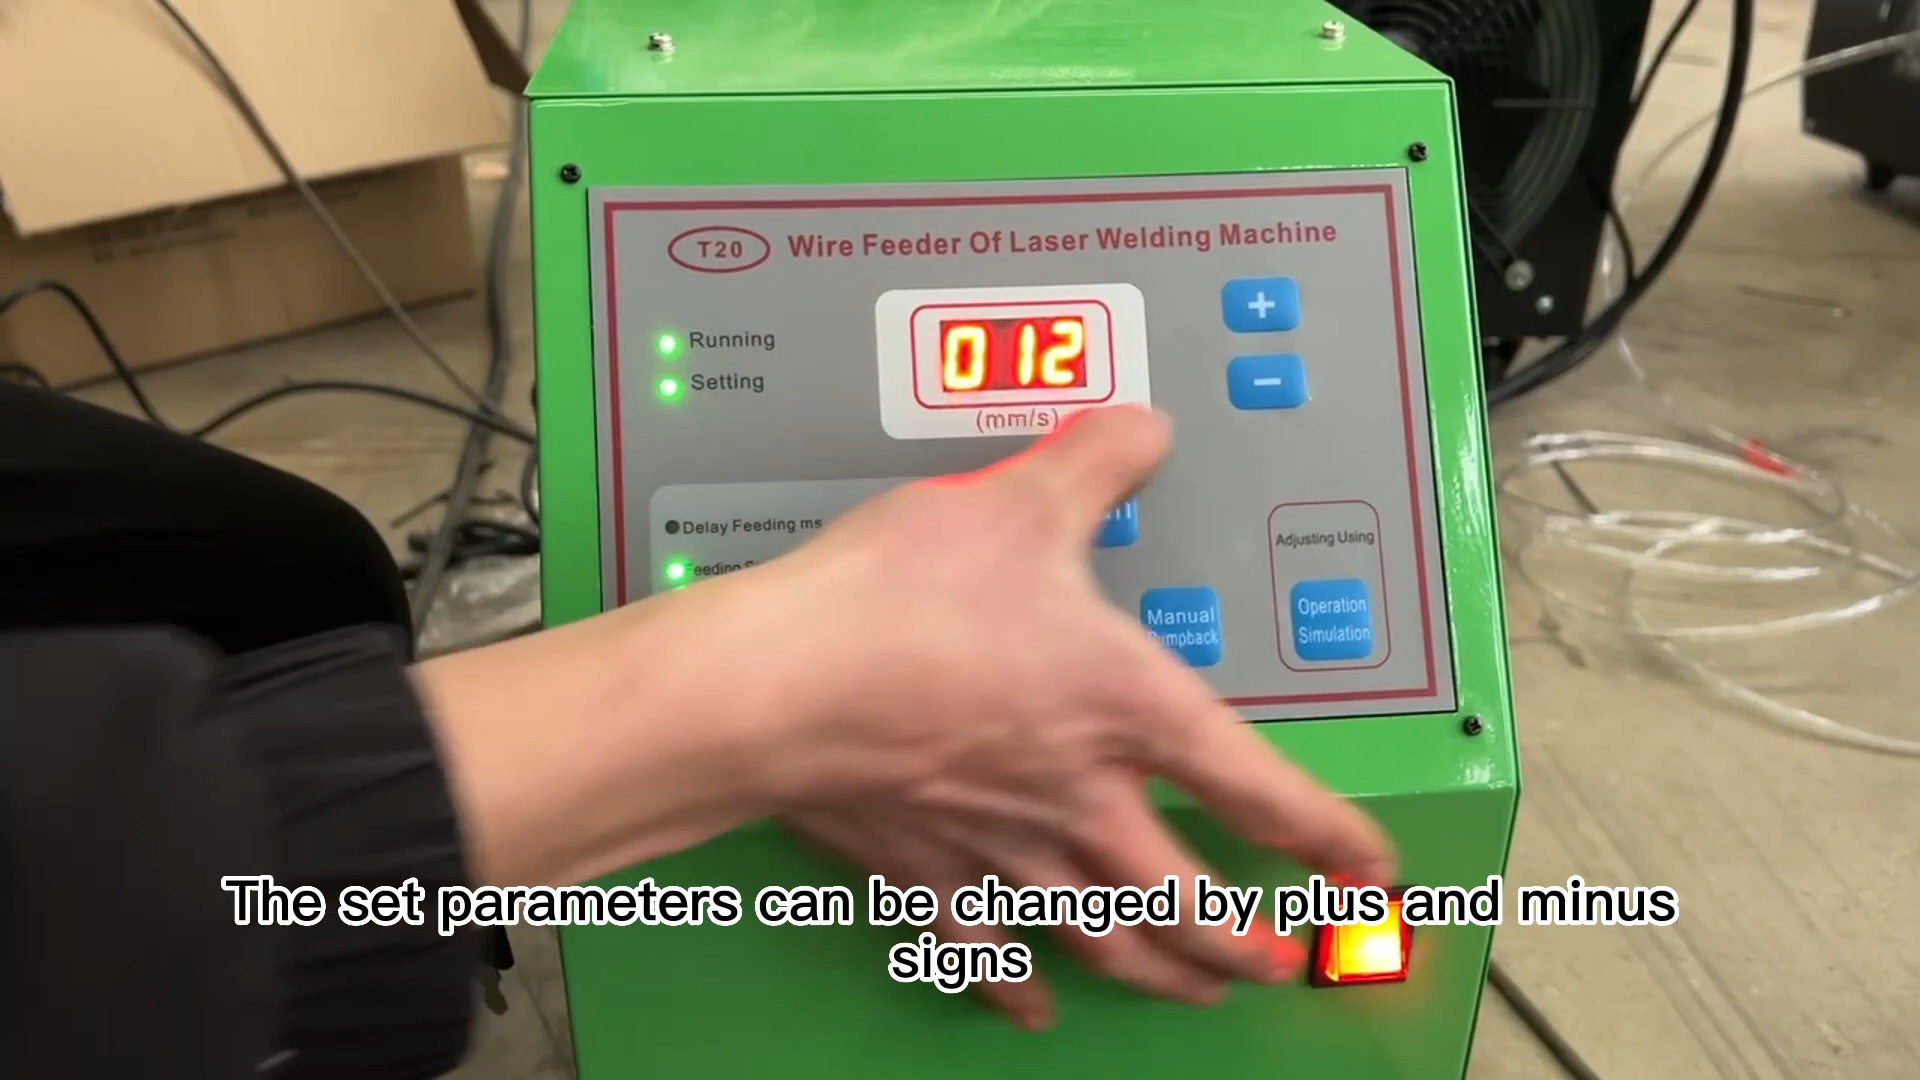 T20 Wire Feeder Of Laser Welding Machine
+
Running
012
Setting
−
(mm/s)
Delay Feeding ms
Feeding
Adjusting Using
Manual
Operation
Simulation
The set parameters can be changed by plus and minus
signs